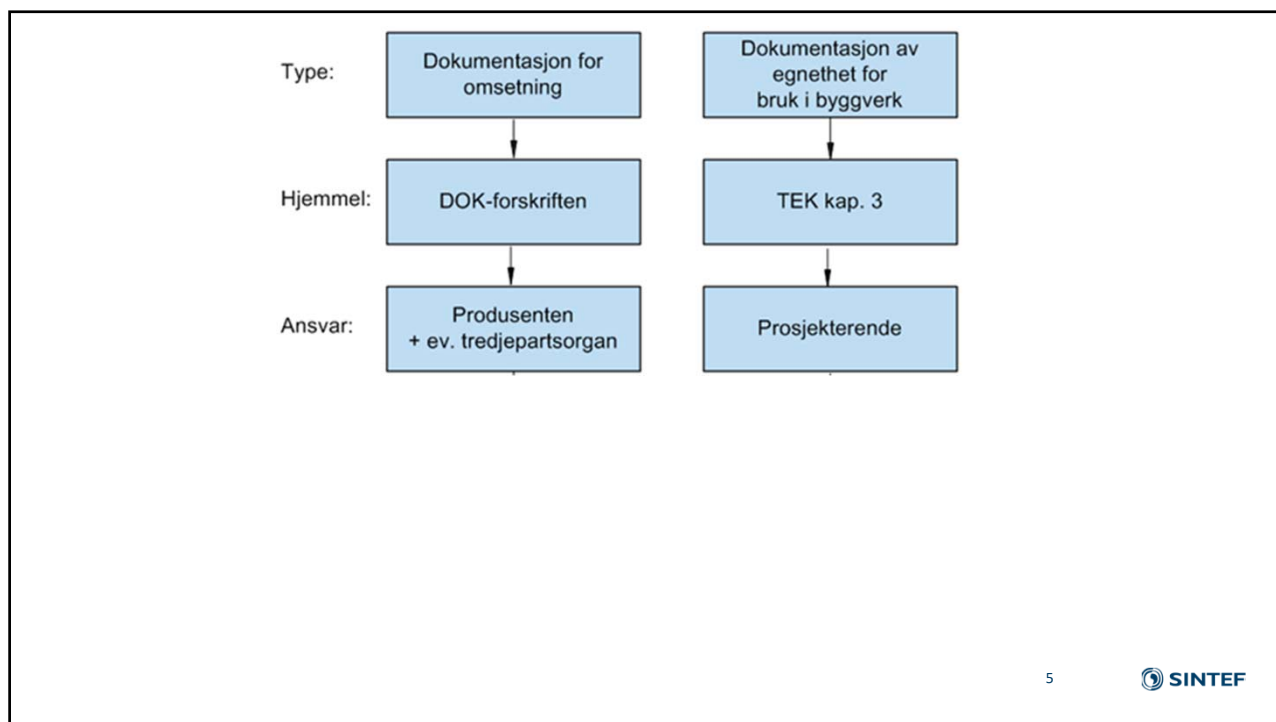 Type:
Dokumentasjon for
omsetning
Dokumentasjon av
egnethet for
bruk i byggverk
Hjemmel:
DOK-forskriften
TEK kap. 3
Ansvar:
Produsenten
+ ev. tredjepartsorgan
Prosjekterende
5
SINTEF